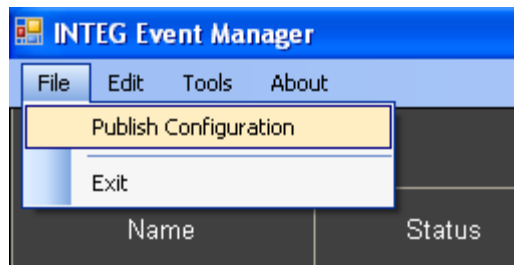 INTEG Event Manager
File Edit Tools About
Publish Configuration
Exit
Name Status